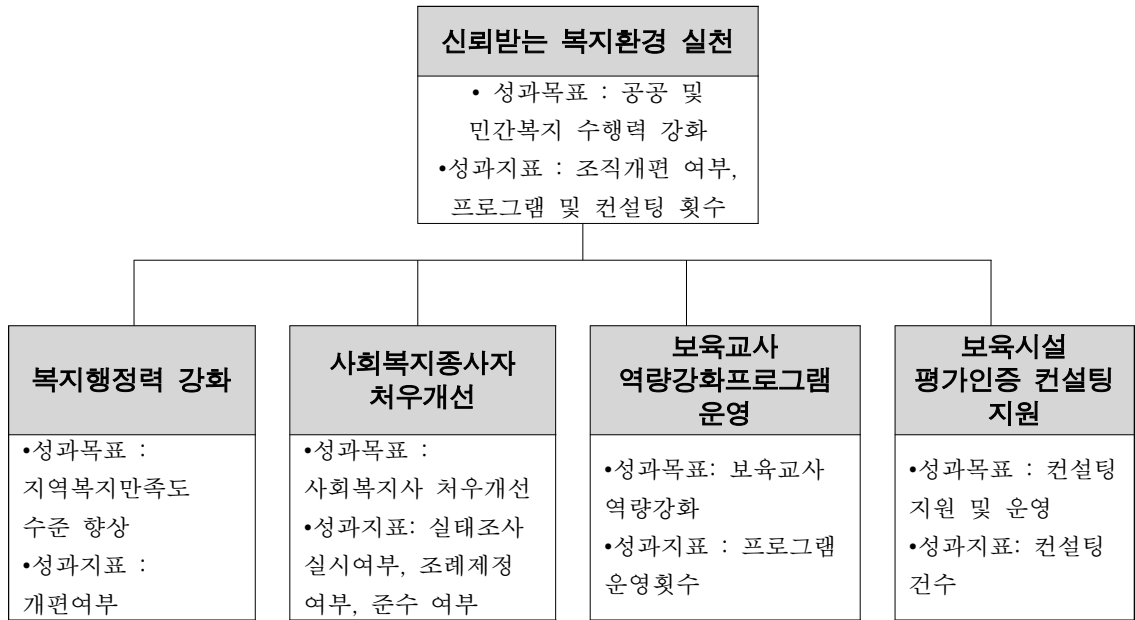 신뢰받는 복지환경 실천
• 성과목표 : 공공 및
민간복지 수행력 강화
•성과지표 : 조직개편 여부,
프로그램 및 컨설팅 횟수
복지행정력 강화
•성과목표 :
지역복지만족도
수준 향상
•성과지표 :
개편여부
사회복지종사자
처우개선
•성과목표 :
사회복지사 처우개선
•성과지표: 실태조사
실시여부, 조례제정
여부, 준수 여부
보육교사
역량강화프로그램
운영
•성과목표: 보육교사
역량강화
•성과지표 : 프로그램
운영횟수
보육시설
평가인증 컨설팅
지원
•성과목표 : 컨설팅
지원 및 운영
•성과지표: 컨설팅
건수